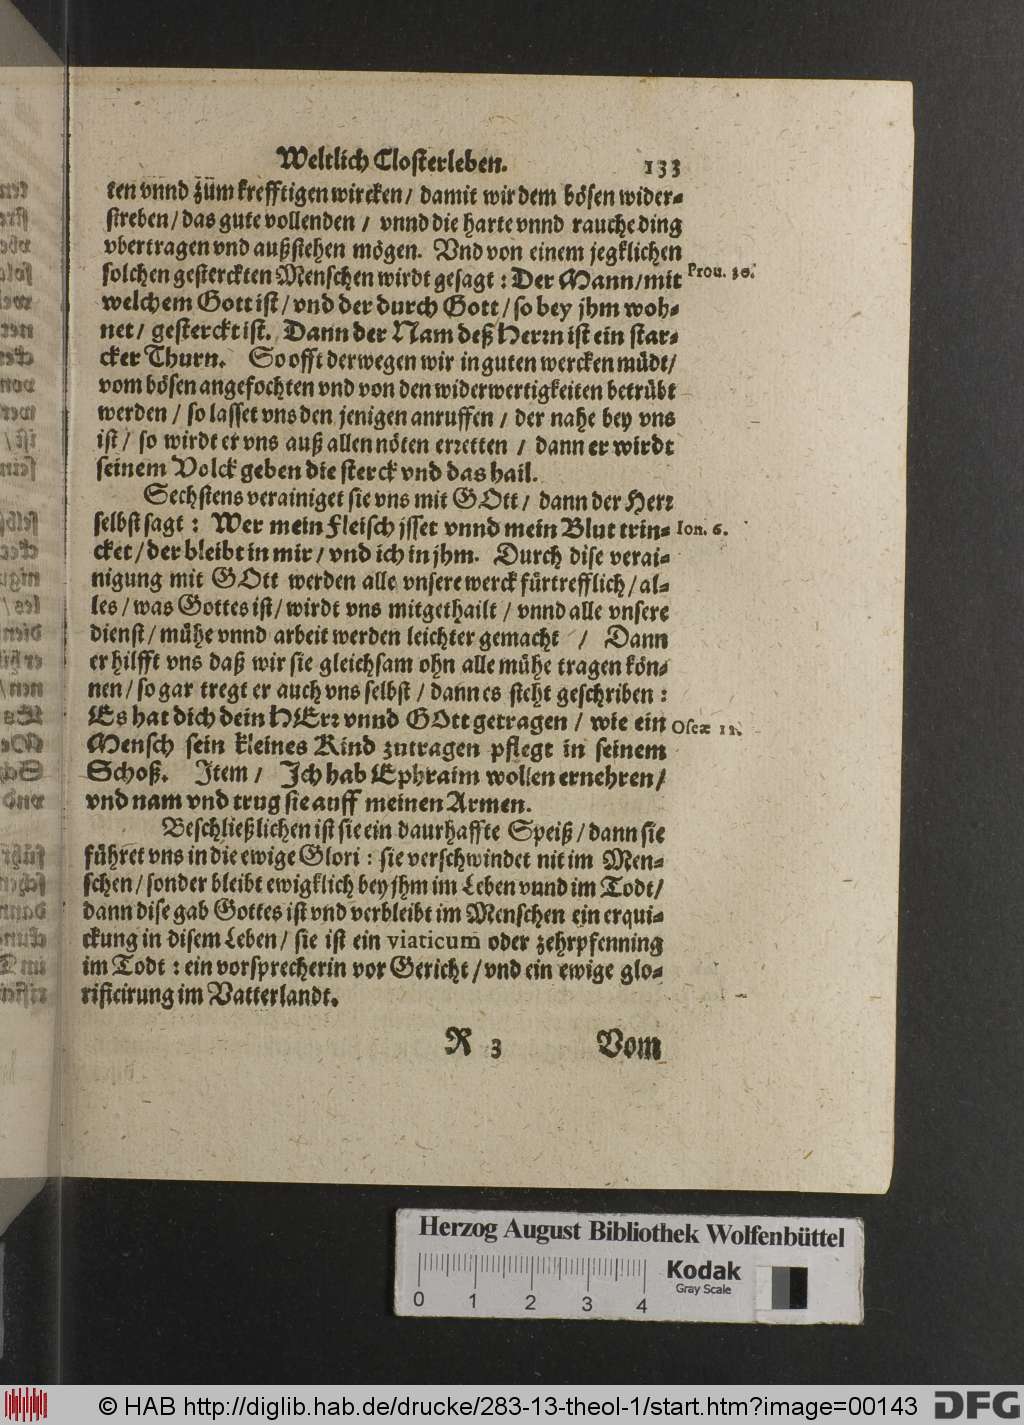 Weltlich Closterleben. 133
ten vnnd züm krefftigen wircken / damit wir dem bösen wider-
streben / das gute vollenden / vnnd die harte vnnd rauche ding
vbertragen vnd außstehen mögen. Vnd von einem jegklichen
solchen gesterckten Menschen wirdt gesagt : Der Mann / mit Prou. 30.
welchem Gott ist / vnd der durch Gott / so bey jhm woh-
net / gesterckt ist. Dann der Nam deß Herrn ist ein star-
cker Thurn. So offt derwegen wir in guten wercken müdt /
vom bösen angefochten vnd von den widerwertigkeiten betrübt
werden / so lasset vns den jenigen anruffen / der nahe bey vns
ist / so wirdt er vns auß allen nöten erretten / dann er wirdt
seinem Volck geben die sterck vnd das hail.
Sechstens verainiget sie vns mit GOtt / dann der Herr
selbst sagt : Wer mein Fleisch jsset vnnd mein Blut trin- Ion. 6.
cket / der bleibt in mir / vnd ich in jhm. Durch dise verai-
nigung mit GOtt werden alle vnsere werck fürtrefflich / al-
les / was Gottes ist / wirdt vns mitgethailt / vnnd alle vnsere
dienst / mühe vnnd arbeit werden leichter gemacht / Dann
er hilfft vns daß wir sie gleichsam ohn alle mühe tragen kön-
nen / so gar tregt er auch vns selbst / dann es steht geschriben :
Es hat dich dein HErr vnnd GOtt getragen / wie ein Oseæ 11.
Mensch sein kleines Kind zutragen pflegt in seinem
Schoß. Item / Ich hab Ephraim wollen ernehren /
vnd nam vnd trug sie auff meinen Armen.
Beschließlichen ist sie ein daurhaffte Speiß / dann sie
führet vns in die ewige Glori : sie verschwindet nit im Men-
schen / sonder bleibt ewigklich bey jhm im Leben vnnd im Todt /
dann dise gab Gottes ist vnd verbleibt im Menschen ein erqui-
ckung in disem Leben / sie ist ein viaticum̃ oder zehrpfenning
im Todt : ein vorsprecherin vor Gericht / vnd ein ewige glo-
rificirung im Vatterlandt.
R 3 Vom
Herzog August Bibliothek Wolfenbüttel
Kodak
Gray Scale
0 1 2 3 4
© HAB http://diglib.hab.de/drucke/283-13-theol-1/start.htm?image=00143 DFG